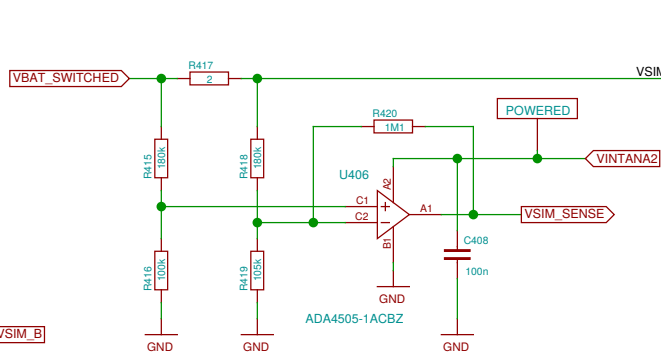 VBAT_SWITCHED
R417
2
VSIM
R415
180k
R418
180k
R420
1M1
POWERED
VINTANA2
U406
A2
C1
C2
A1
B1
VSIM_SENSE
R416
100k
R419
105k
C408
100n
GND
ADA4505-1ACBZ
VSIM_B
GND
GND
GND